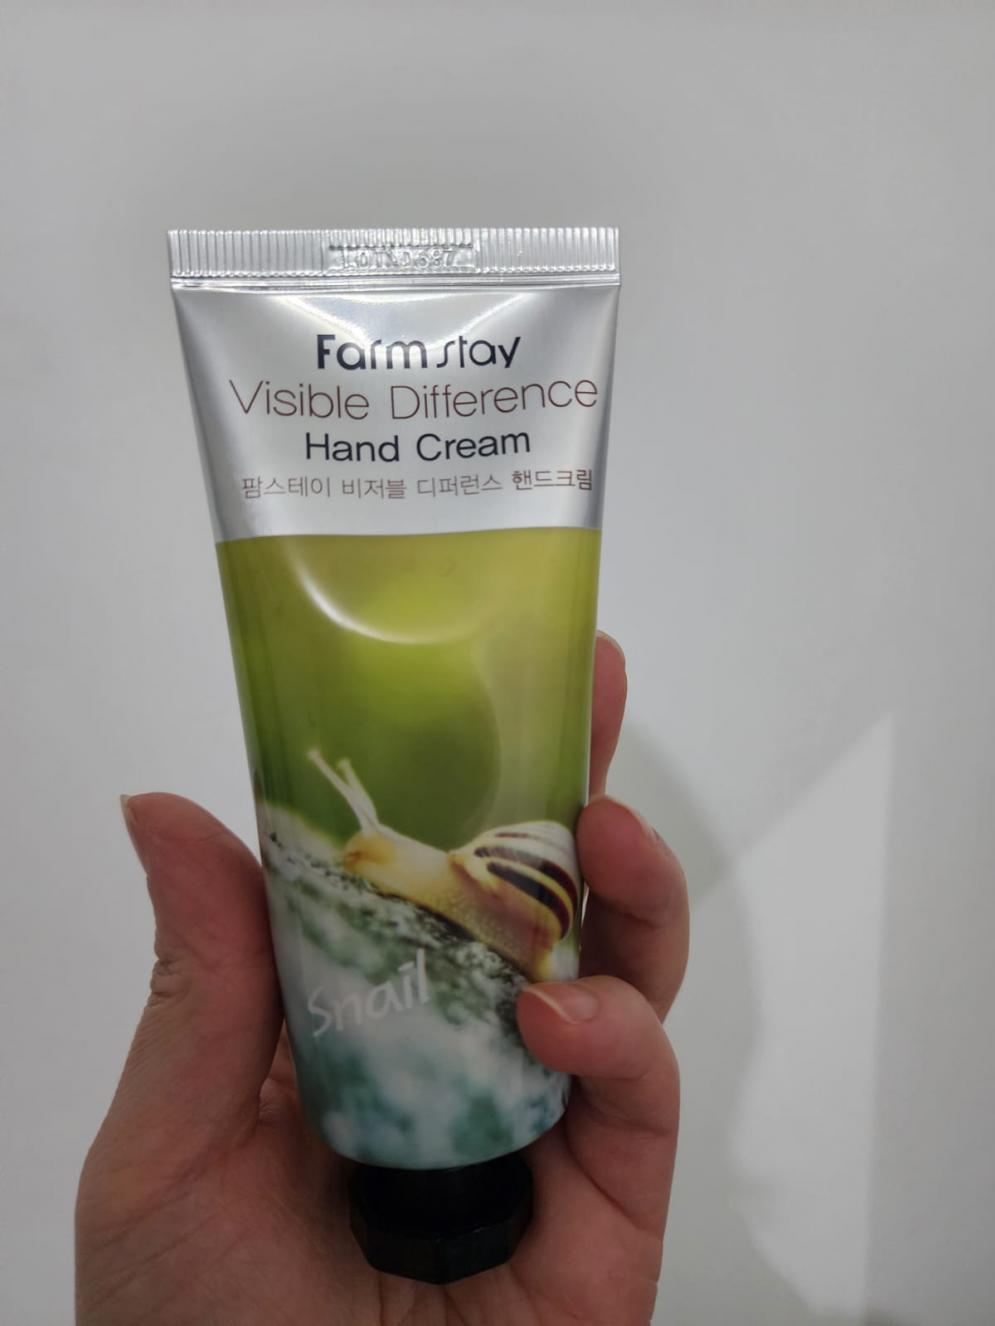 Farmstay
Visible Difference
Hand Cream
팜스테이 비저블 디퍼런스 핸드크림
Snail